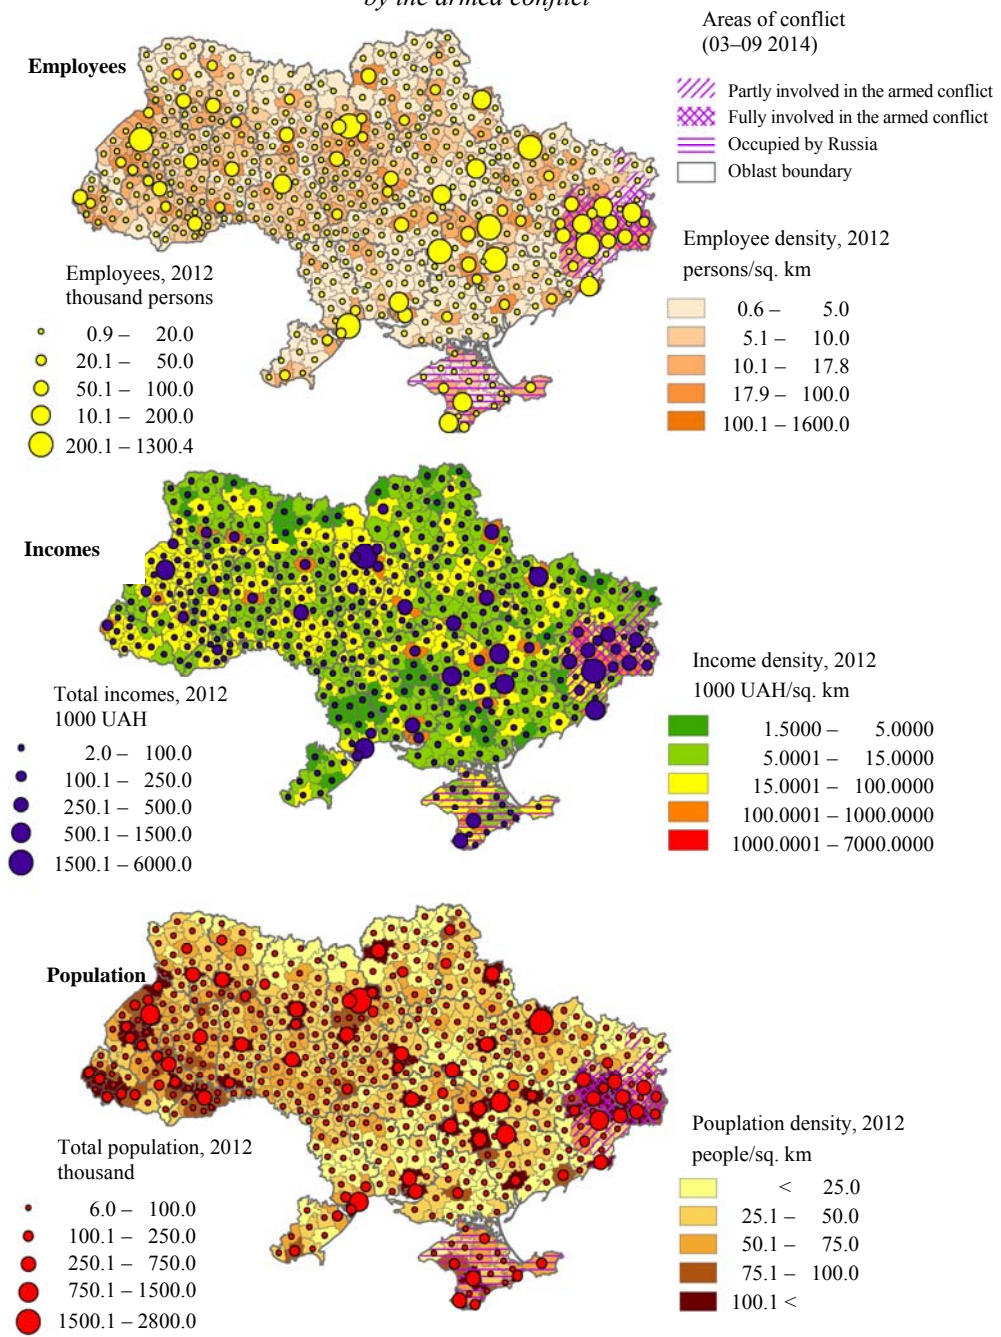 by the armed conflict
Areas of conflict
(03–09 2014)
Partly involved in the armed conflict
Fully involved in the armed conflict
Occupied by Russia
Oblast boundary
Employees
Employees, 2012
thousand persons
0.9 – 20.0
20.1 – 50.0
50.1 – 100.0
10.1 – 200.0
200.1 – 1300.4
Employee density, 2012
persons/sq. km
0.6 – 5.0
5.1 – 10.0
10.1 – 17.8
17.9 – 100.0
100.1 – 1600.0
Incomes
Total incomes, 2012
1000 UAH
2.0 – 100.0
100.1 – 250.0
250.1 – 500.0
500.1 – 1500.0
1500.1 – 6000.0
Income density, 2012
1000 UAH/sq. km
1.5000 – 5.0000
5.0001 – 15.0000
15.0001 – 100.0000
100.0001 – 1000.0000
1000.0001 – 7000.0000
Population
Total population, 2012
thousand
6.0 – 100.0
100.1 – 250.0
250.1 – 750.0
750.1 – 1500.0
1500.1 – 2800.0
Pouplation density, 2012
people/sq. km
< 25.0
25.1 – 50.0
50.1 – 75.0
75.1 – 100.0
100.1 <